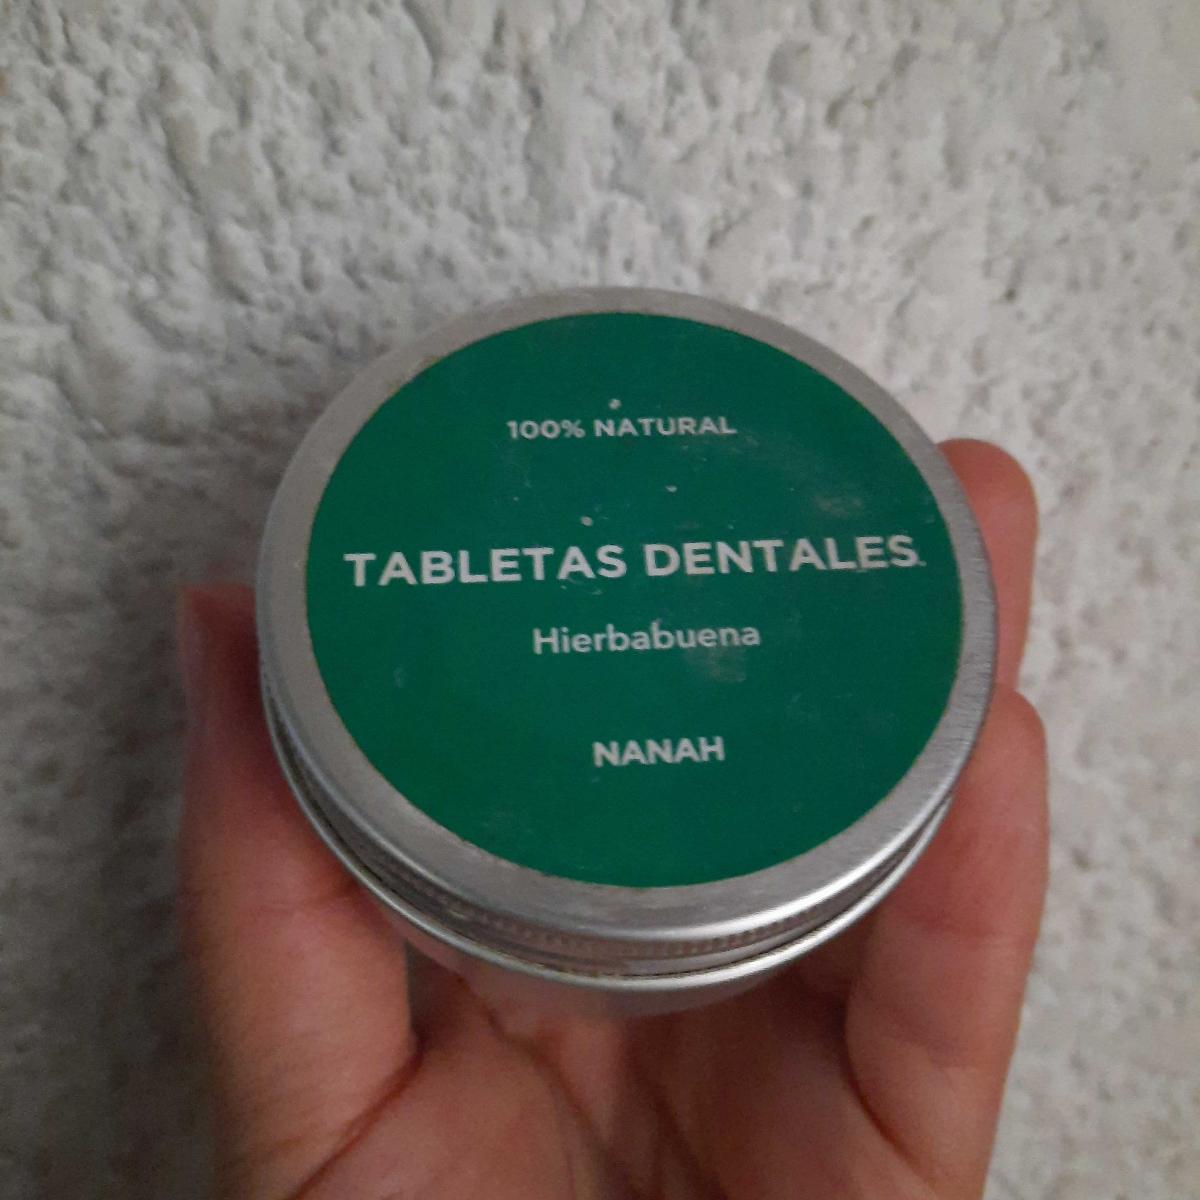 100% NATURAL
TABLETAS DENTALES
Hierbabuena
NANAH